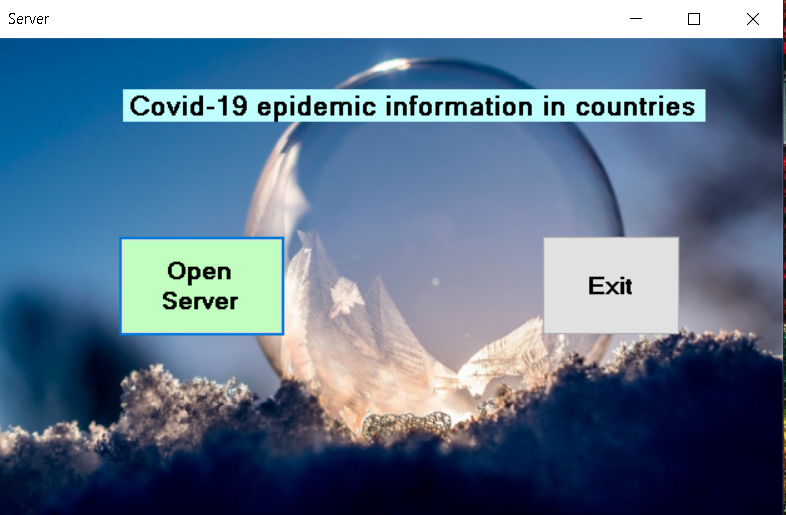 Server
Covid-19 epidemic information in countries
Open
Server
Exit